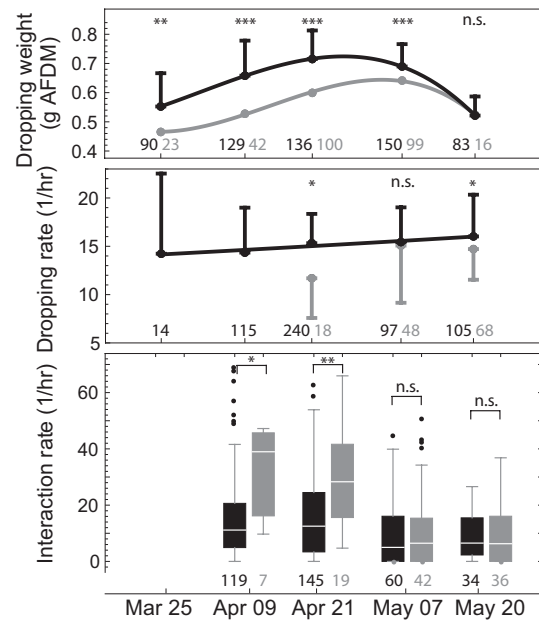 ** *** *** *** n.s.
Dropping weight
(g AFDM)
0.8
0.7
0.6
0.5
0.4
90 23 129 42 136 100 150 99 83 16
Dropping rate (1/hr)
20
15
10
5
* n.s. *
14 115 240 18 97 48 105 68
Interaction rate (1/hr)
60
40
20
0
* ** n.s. n.s.
119 7 145 19 60 42 34 36
Mar 25 Apr 09 Apr 21 May 07 May 20